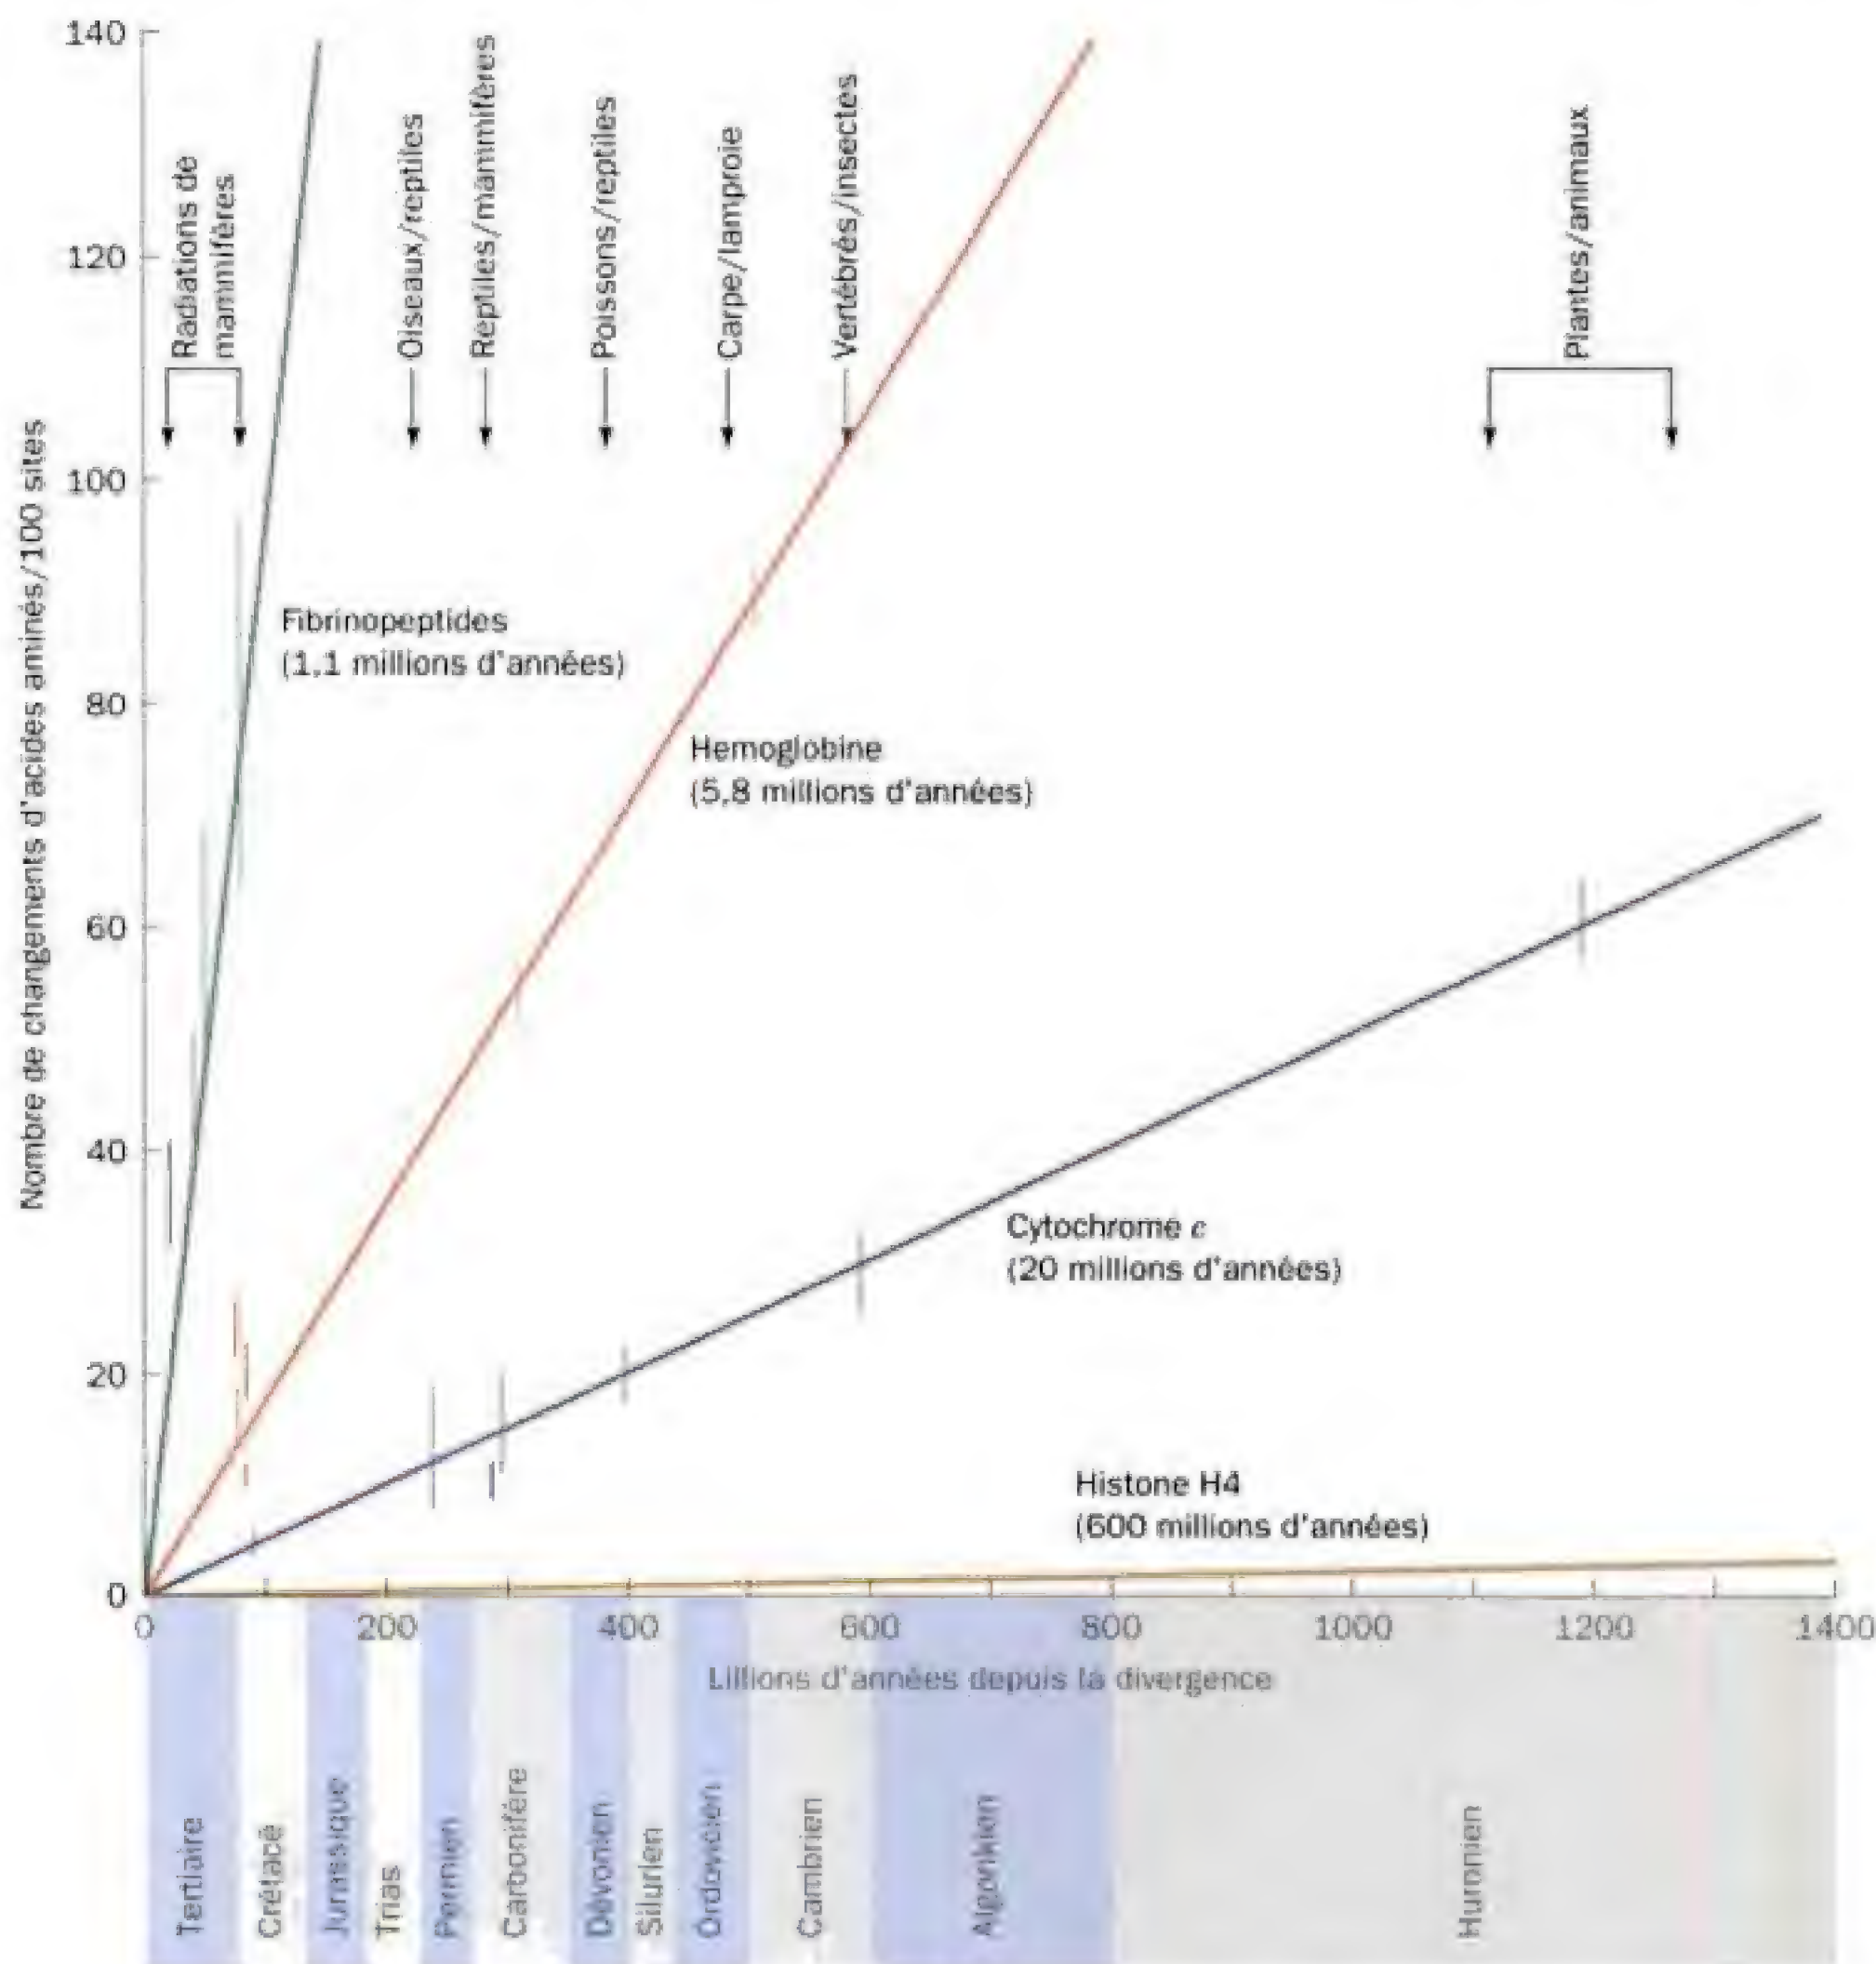 140
120
100
80
60
40
20
0
Nombre de changements d'acides aminés/100 sites
Radiations de
mammifères
Oiseaux/reptiles
Reptiles/mammifères
Poissons/reptiles
Carpe/lamproie
Vertébrés/insectes
Plantes/animaux
Fibrinopeptides
(1,1 millions d'années)
Hemoglobine
(5,8 millions d'années)
Cytochrome c
(20 millions d'années)
Histone H4
(600 millions d'années)
0 200 400 600 800 1000 1200 1400
Lillions d'années depuis la divergence
Tertiaire
Crétacé
Jurassique
Trias
Permien
Carbonifère
Dévonien
Silurien
Ordovicien
Cambrien
Algonkien
Huronien